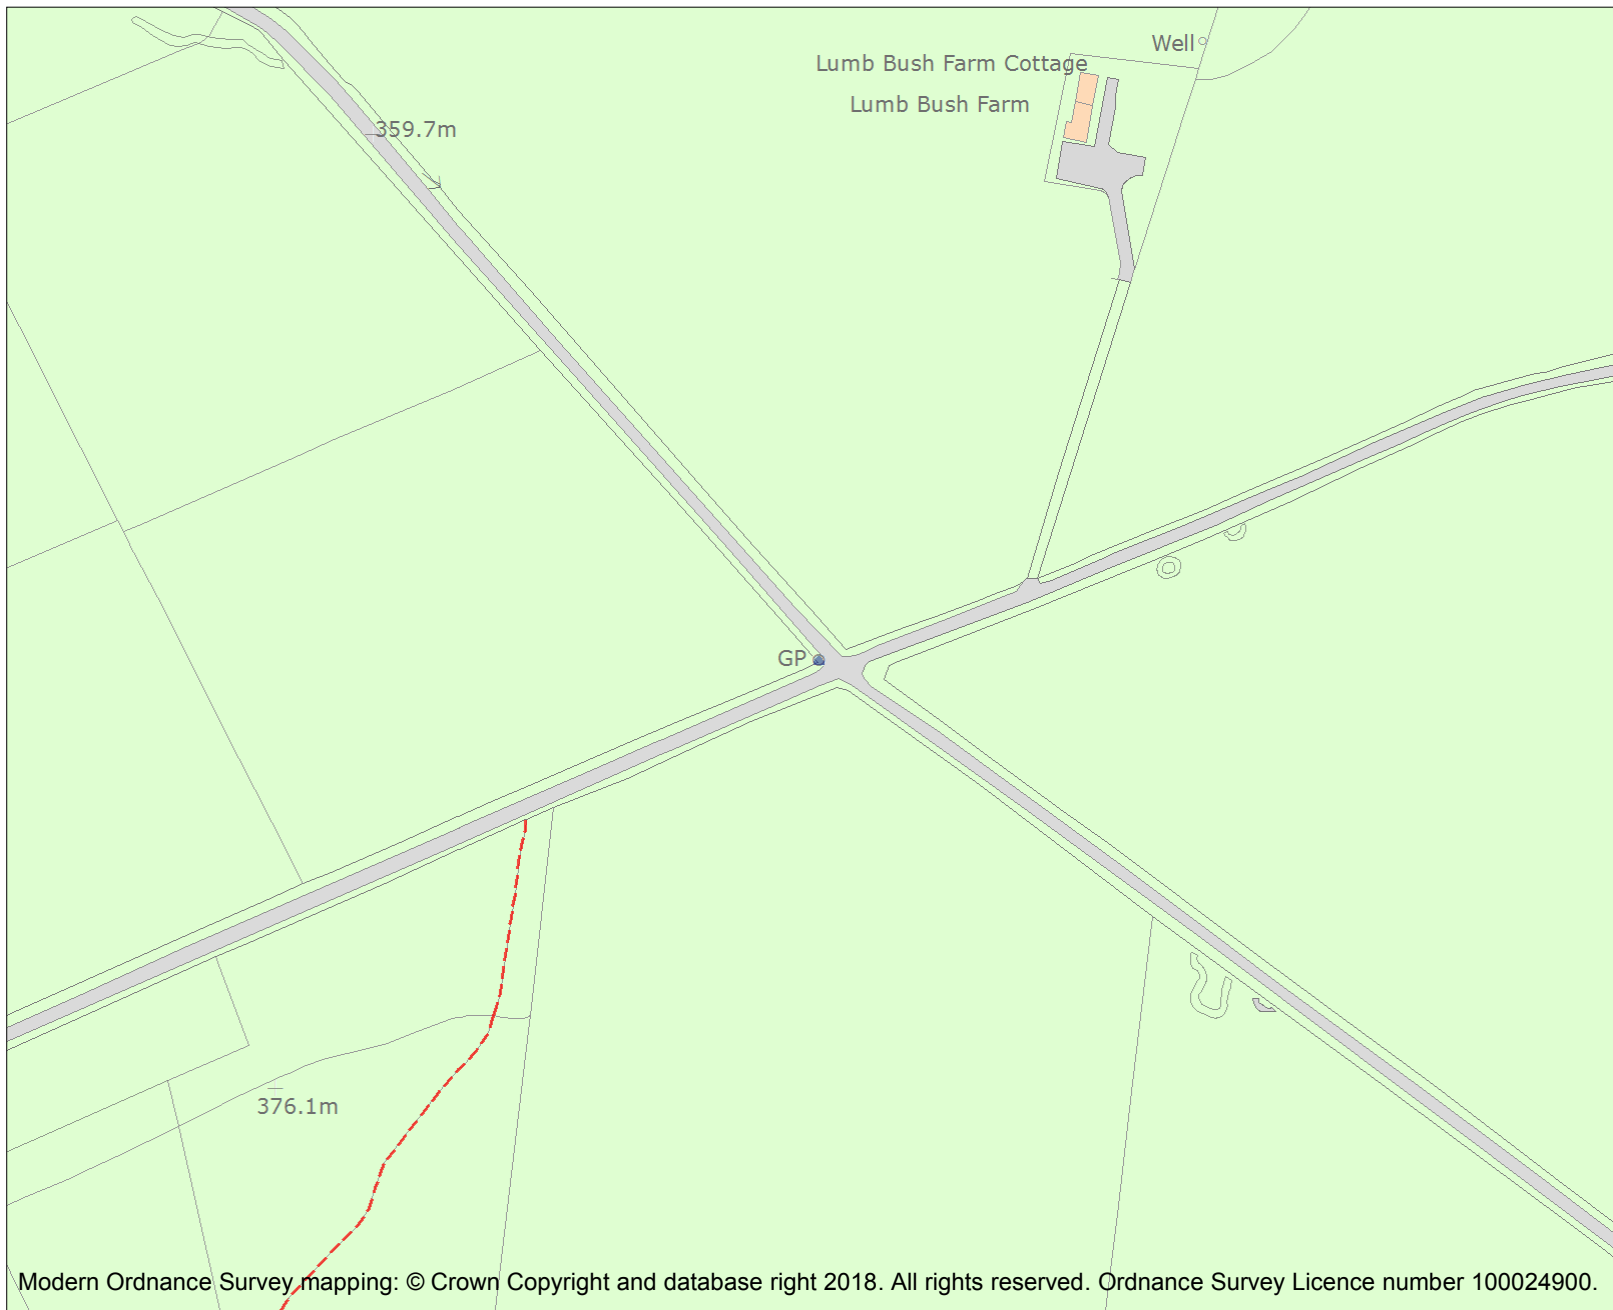 Well
Lumb Bush Farm Cottage
Lumb Bush Farm
359.7m
GP
376.1m
Modern Ordnance Survey mapping: © Crown Copyright and database right 2018. All rights reserved. Ordnance Survey Licence number 100024900.